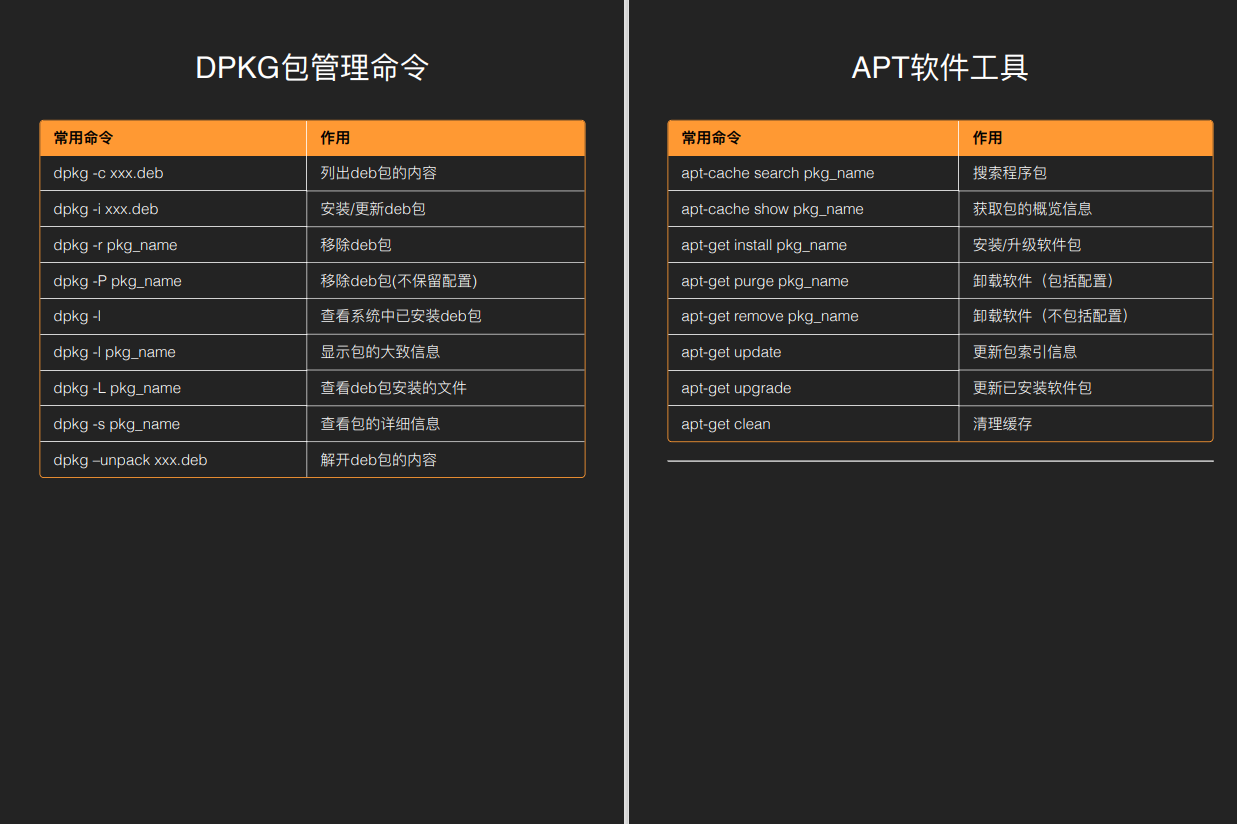 DPKG包管理命令
常用命令 作用
dpkg -c xxx.deb 列出deb包的内容
dpkg -i xxx.deb 安装/更新deb包
dpkg -r pkg_name 移除deb包
dpkg -P pkg_name 移除deb包(不保留配置)
dpkg -l 查看系统中已安装deb包
dpkg -l pkg_name 显示包的大致信息
dpkg -L pkg_name 查看deb包安装的文件
dpkg -s pkg_name 查看包的详细信息
dpkg –unpack xxx.deb 解开deb包的内容
APT软件工具
常用命令 作用
apt-cache search pkg_name 搜索程序包
apt-cache show pkg_name 获取包的概览信息
apt-get install pkg_name 安装/升级软件包
apt-get purge pkg_name 卸载软件（包括配置）
apt-get remove pkg_name 卸载软件（不包括配置）
apt-get update 更新包索引信息
apt-get upgrade 更新已安装软件包
apt-get clean 清理缓存